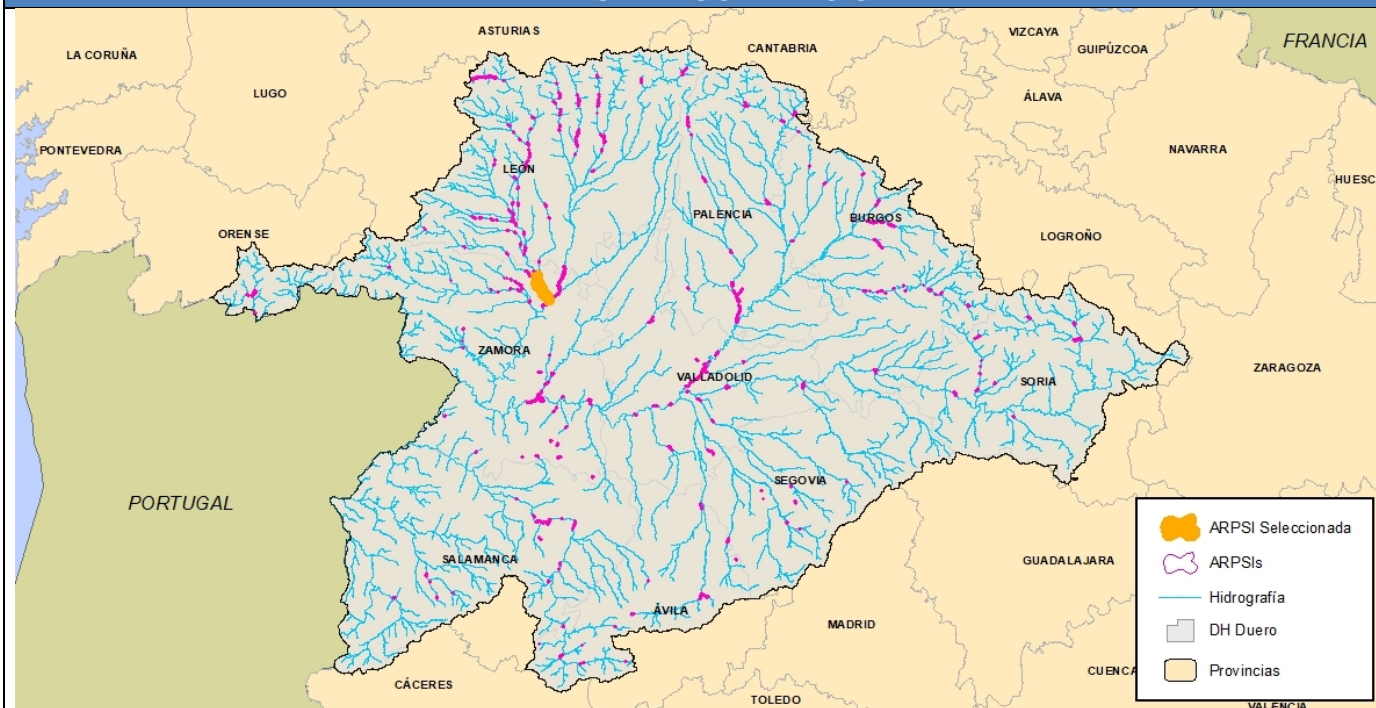 ASTURIAS
CANTABRIA
VIZCAYA
GUIPÚZCOA
FRANCIA
LA CORUÑA
LUGO
ÁLAVA
PONTEVEDRA
NAVARRA
LEÓN
HUESC
PALENCIA
BURGOS
ORENSE
LOGROÑO
ZAMORA
VALLADOLID
SORIA
ZARAGOZA
SEGOVIA
PORTUGAL
SALAMANCA
GUADALAJARA
ÁVILA
MADRID
CÁCERES
CUENCA
TOLEDO
VALENCIA
ARPSI Seleccionada
ARPSIs
Hidrografía
DH Duero
Provincias